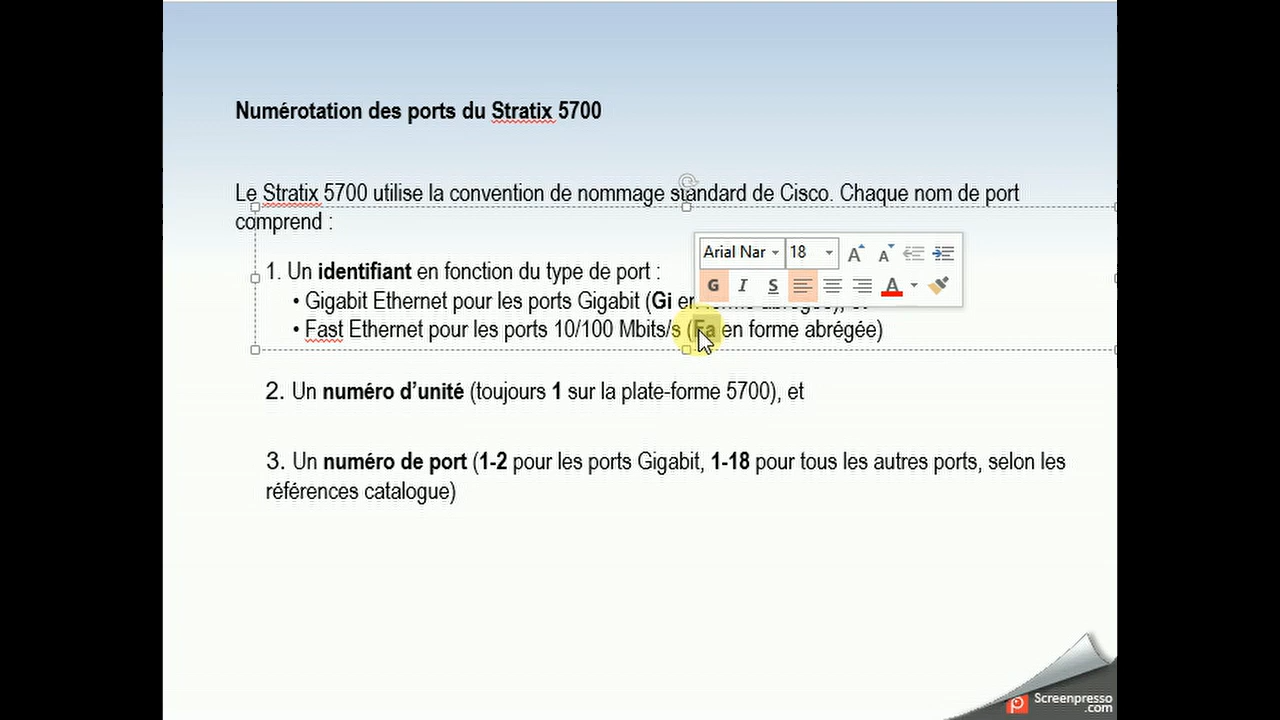 Numérotation des ports du Stratix 5700
Le Stratix 5700 utilise la convention de nommage standard de Cisco. Chaque nom de port
comprend :
Arial Nar 18 A A
G I S A
1. Un identifiant en fonction du type de port :
• Gigabit Ethernet pour les ports Gigabit (Gi en
• Fast Ethernet pour les ports 10/100 Mbits/s (Fa en forme abrégée)
2. Un numéro d’unité (toujours 1 sur la plate-forme 5700), et
3. Un numéro de port (1-2 pour les ports Gigabit, 1-18 pour tous les autres ports, selon les
références catalogue)
Screenpresso
.com